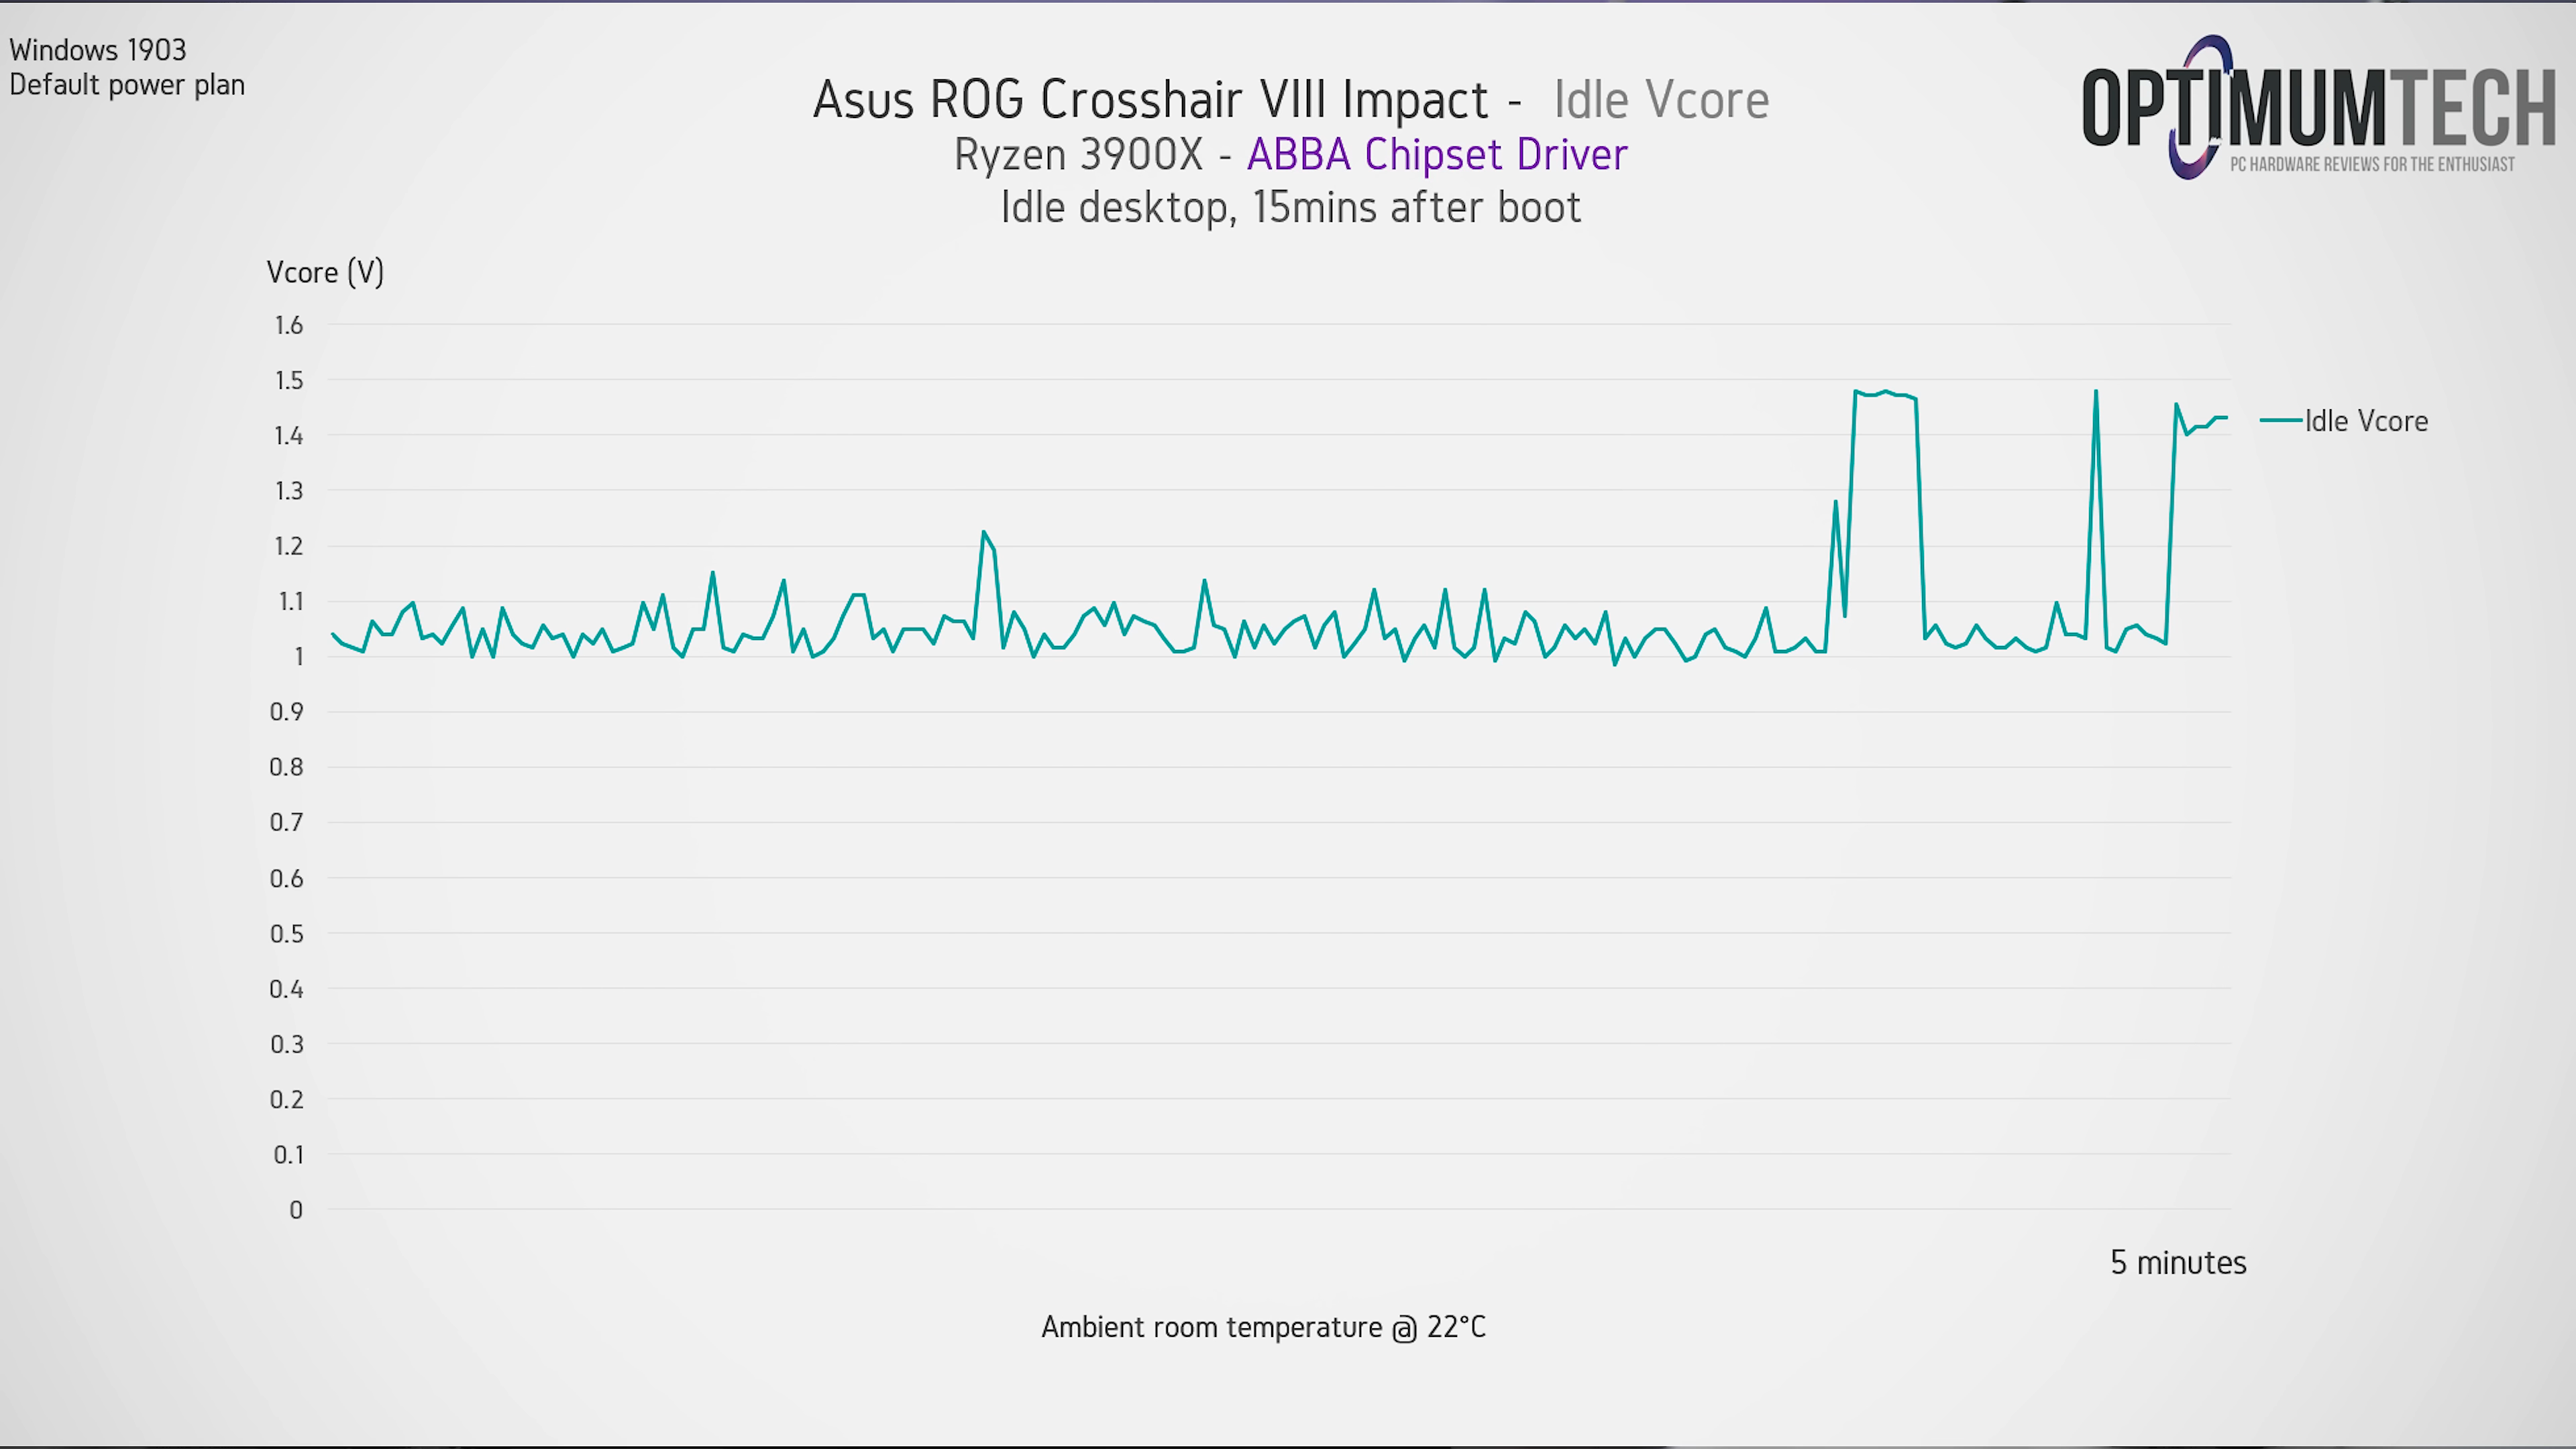 Windows 1903
Default power plan
Asus ROG Crosshair VIII Impact - Idle Vcore
Ryzen 3900X - ABBA Chipset Driver
Idle desktop, 15mins after boot
OPTIMUMTECH
PC HARDWARE REVIEWS FOR THE ENTHUSIAST
Vcore (V)
1.6
1.5
1.4
1.3
1.2
1.1
1
0.9
0.8
0.7
0.6
0.5
0.4
0.3
0.2
0.1
0
Idle Vcore
5 minutes
Ambient room temperature @ 22°C